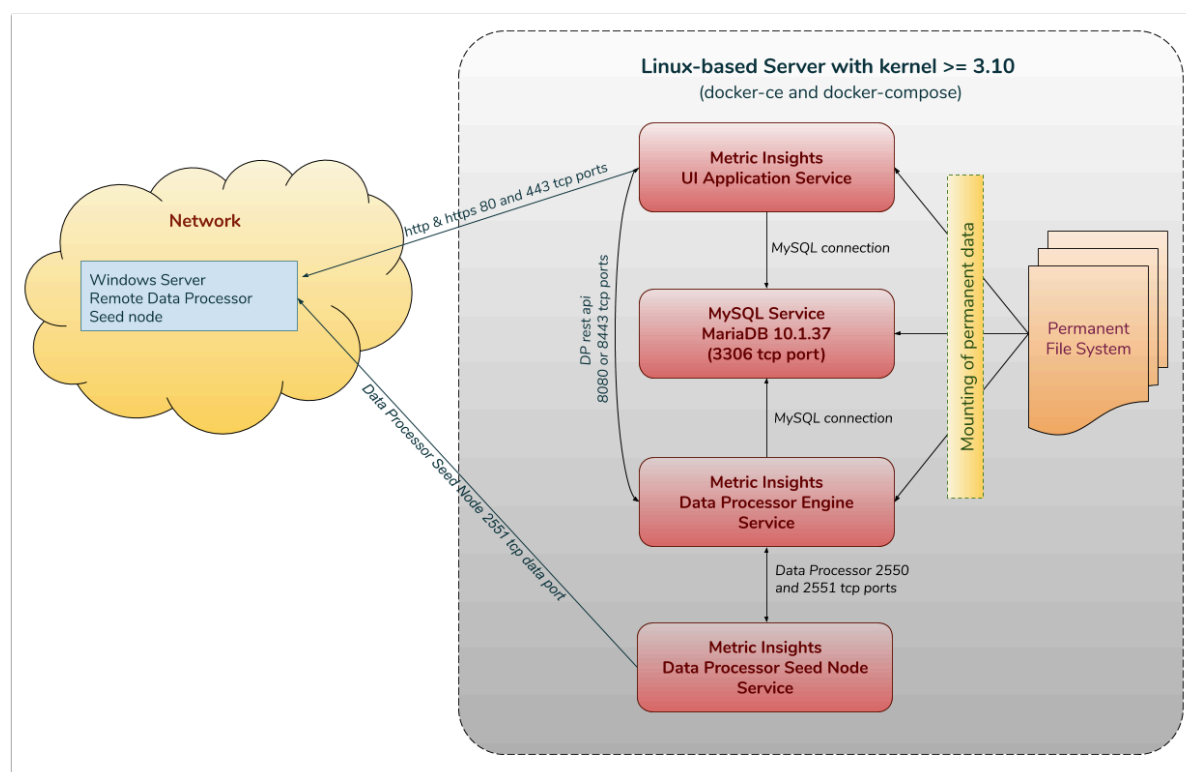 Linux-based Server with kernel >= 3.10
(docker-ce and docker-compose)
Metric Insights
UI Application Service
http & https 80 and 443 tcp ports
Network
Windows Server
Remote Data Processor
Seed node
MySQL connection
DP rest api
8080 or 8443 tcp ports
MySQL Service
MariaDB 10.1.37
(3306 tcp port)
Mounting of permanent data
Permanent
File System
MySQL connection
Data Processor Seed Node 2551 tcp data port
Metric Insights
Data Processor Engine
Service
Data Processor 2550
and 2551 tcp ports
Metric Insights
Data Processor Seed Node
Service